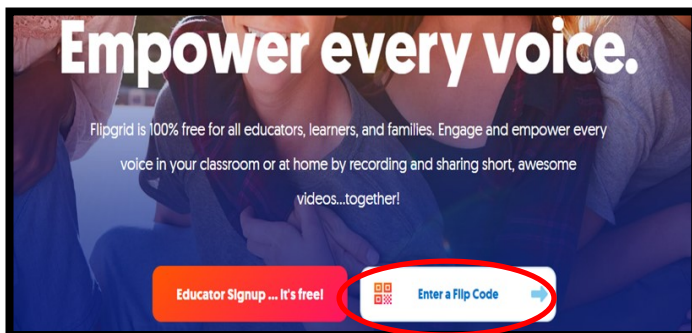 Empower every voice.
Flipgrid is 100% free for all educators, learners, and families. Engage and empower every
voice in your classroom or at home by recording and sharing short, awesome
videos...together!
Educator Signup ... It's free! Enter a Flip Code